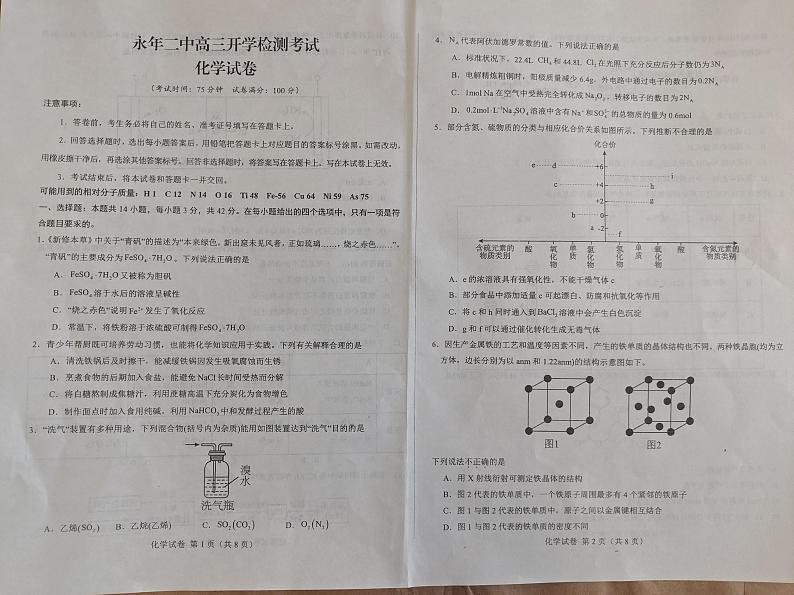 永年二中高三开学检测考试
化学试卷
(考试时间：75分钟 试卷满分：100分)
注意事项：
1．答卷前，考生务必将自己的姓名、准考证号填写在答题卡上。
2．回答选择题时，选出每小题答案后，用铅笔把答题卡上对应题目的答案标号涂黑。如需改动，
用橡皮擦干净后，再选涂其他答案标号。回答非选择题时，将答案写在答题卡上。写在本试卷上无效。
3．考试结束后，将本试卷和答题卡一并交回。
可能用到的相对分子质量：H 1 C 12 N 14 O 16 Ti 48 Fe-56 Cu 64 Ni 59 As 75
一、选择题：本题共 14 小题，每小题 3 分，共 42 分。在每小题给出的四个选项中，只有一项是符
合题目要求的。
1.《新修本草》中关于“青矾”的描述为“本来绿色，新出窟未见风者，正如琉璃……，烧之赤色……”，
“青矾”的主要成分为 FeSO₄·7H₂O。下列说法正确的是
A．FeSO₄·7H₂O又被称为胆矾
B．FeSO₄溶于水后的溶液呈碱性
C．“烧之赤色”说明Fe²⁺发生了氧化反应
D．常温下，将铁粉溶于浓硫酸可制得FeSO₄·7H₂O
2．青少年帮厨既可培养劳动习惯，也能将化学知识应用于实践。下列有关解释合理的是
A．清洗铁锅后及时擦干，能减缓铁锅因发生吸氧腐蚀而生锈
B．烹煮食物的后期加入食盐，能避免NaCl长时间受热而分解
C．将白糖熬制成焦糖汁，利用蔗糖高温下充分炭化为食物增色
D．制作面点时加入食用纯碱，利用NaHCO₃中和发酵过程产生的酸
3．“洗气”装置有多种用途，下列混合物(括号内为杂质)能用如图装置达到“洗气”目的的是
溴
水
洗气瓶
A．乙烯(SO₂) B．乙烷(乙烯) C．SO₂(CO₂) D．O₂(N₂)
化学试卷 第 1 页（共 8 页）
4．Nₐ代表阿伏加德罗常数的值。下列说法正确的是
A．标准状况下，22.4L CH₄和 44.8L Cl₂在光照下充分反应后分子数仍为3Nₐ
B．电解精炼粗铜时，阳极质量减少 6.4g，外电路中通过电子的数目为0.2Nₐ
C．1mol Na 在空气中受热完全转化成Na₂O₂，转移电子的数目为2Nₐ
D．0.2mol·L⁻¹Na₂SO₄ 溶液中含有Na⁺和SO₄²⁻的总物质的量为 0.6mol
5．部分含氮、硫物质的分类与相应化合价关系如图所示。下列推断不合理的是
化合价
e d +6
i
c +4 h
+2 g
b 0
a -2 f
含硫元素的物质类别 酸 氧化物 单质 氢化物 氢化物 单质 氧化物 酸 含氮元素的物质类别
A．e 的浓溶液具有强氧化性，不能干燥气体 c
B．部分食品中添加适量 c 可起漂白、防腐和抗氧化等作用
C．将 c 和 h 同时通入到BaCl₂溶液中会产生白色沉淀
D．g 和 f 可以通过催化转化生成无毒气体
6．因生产金属铁的工艺和温度等因素不同，产生的铁单质的晶体结构也不同。两种铁晶胞(均为立
方体，边长分别为以 anm 和 1.22anm)的结构示意图如下。
图1 图2
下列说法不正确的是
A．用 X 射线衍射可测定铁晶体的结构
B．图 2 代表的铁单质中，一个铁原子周围最多有 4 个紧邻的铁原子
C．图 1 与图 2 代表的铁单质中，原子之间以金属键相互结合
D．图 1 与图 2 代表的铁单质的密度不同
化学试卷 第 2 页（共 8 页）